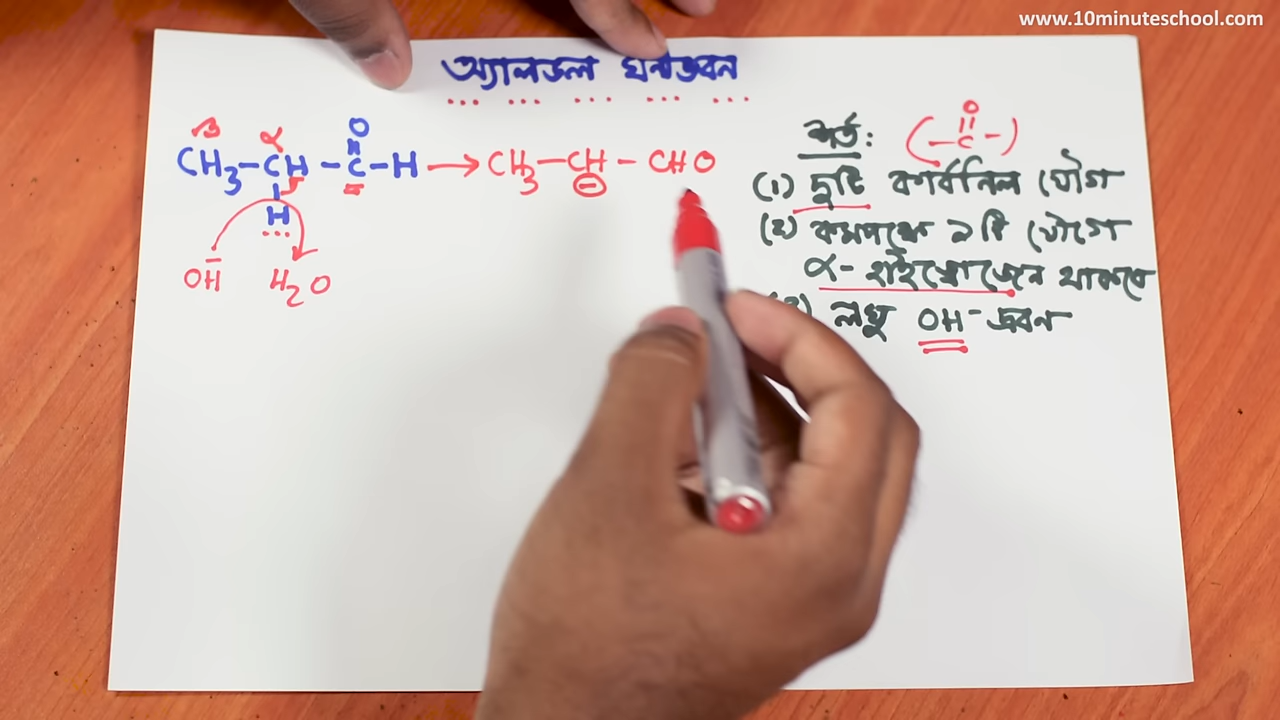 www.10minuteschool.com
অ্যালডল ঘনীভবন
β α O
CH3-CH-C-H → CH3-CH-CHO
H
OH- H2O
শর্ত: (-C-)
O
(১) দুটি কার্বনিল যৌগ
(২) কমপক্ষে ১টি যৌগে
α-হাইড্রোজেন থাকবে
লঘু OH- দ্রবণ